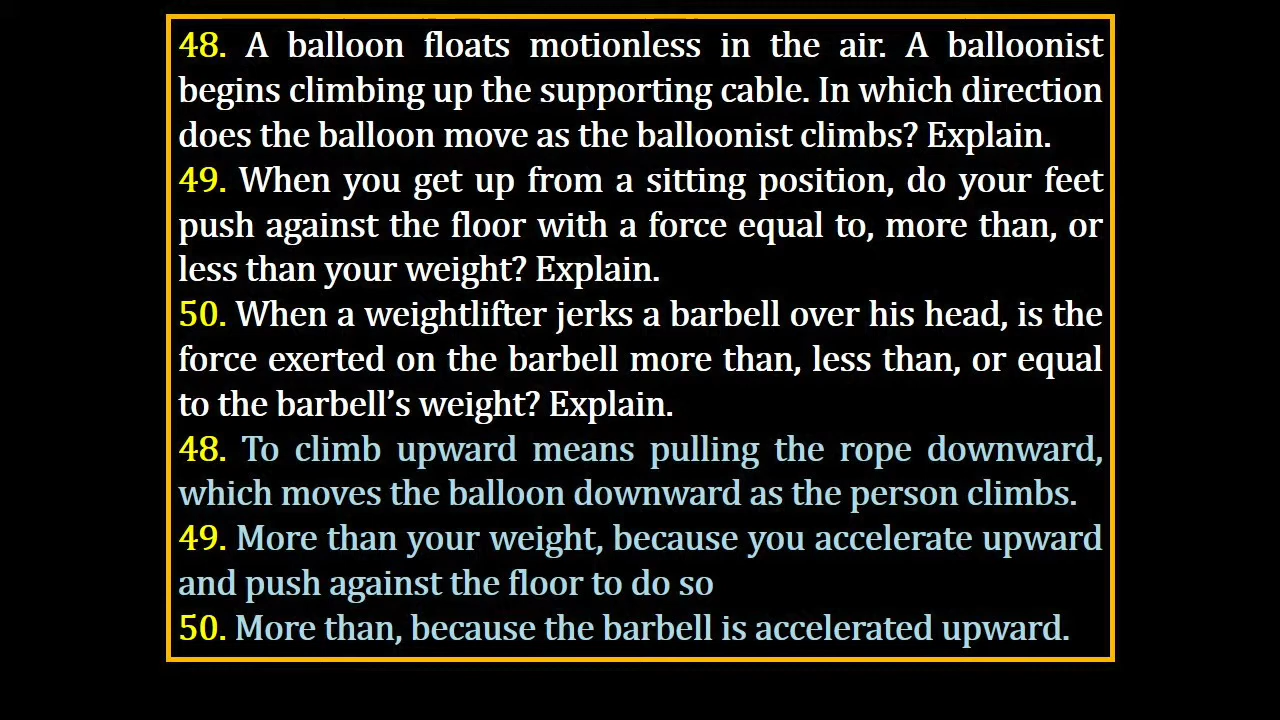 48. A balloon floats motionless in the air. A balloonist
begins climbing up the supporting cable. In which direction
does the balloon move as the balloonist climbs? Explain.
49. When you get up from a sitting position, do your feet
push against the floor with a force equal to, more than, or
less than your weight? Explain.
50. When a weightlifter jerks a barbell over his head, is the
force exerted on the barbell more than, less than, or equal
to the barbell’s weight? Explain.
48. To climb upward means pulling the rope downward,
which moves the balloon downward as the person climbs.
49. More than your weight, because you accelerate upward
and push against the floor to do so
50. More than, because the barbell is accelerated upward.